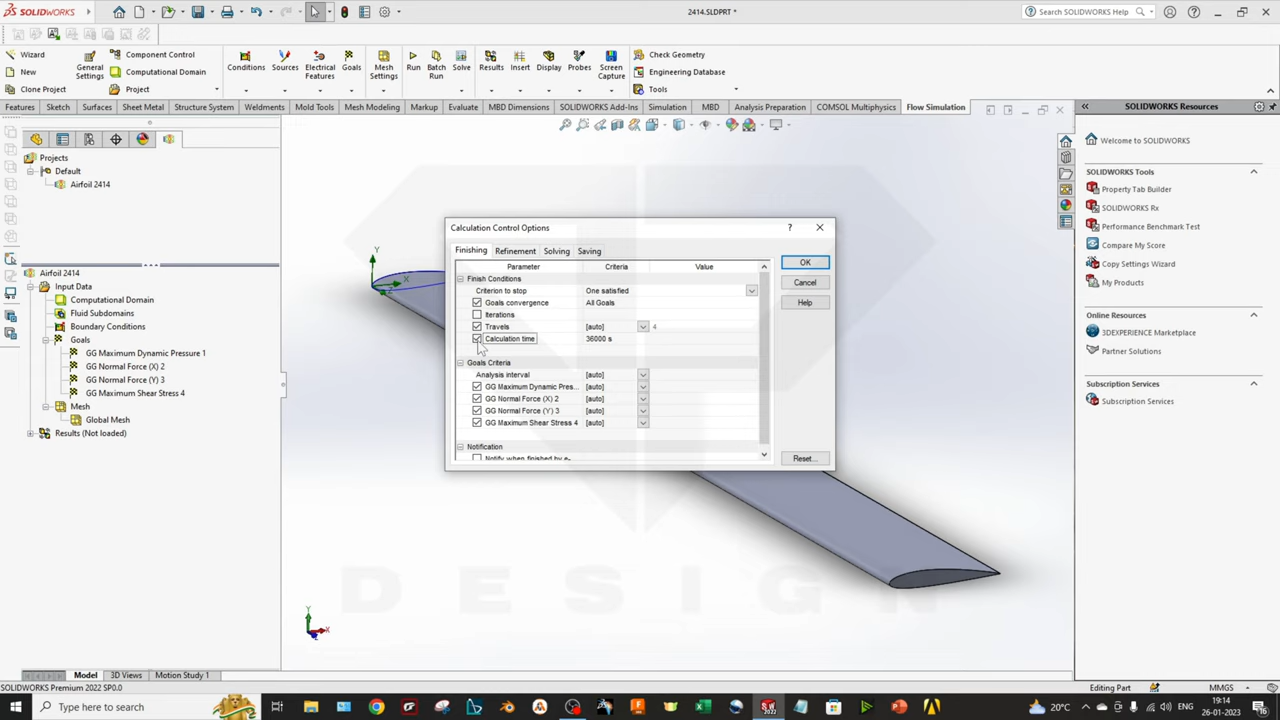 SOLIDWORKS
2414.SLDPRT *
Search SOLIDWORKS
Wizard
New
Clone Project
General Settings
Component Control
Computational Domain
Project
Conditions
Sources
Electrical Features
Goals
Mesh Settings
Run
Batch Run
Solve
Results
Insert
Display
Probes
Screen Capture
Check Geometry
Engineering Database
Tools
Features
Sketch
Surfaces
Sheet Metal
Structure System
Weldments
Mold Tools
Mesh Modeling
Markup
Evaluate
MBD Dimensions
SOLIDWORKS Add-Ins
Simulation
MBD
Analysis Preparation
COMSOL Multiphysics
Flow Simulation
Projects
Default
Airfoil 2414
Airfoil 2414
Input Data
Computational Domain
Fluid Subdomains
Boundary Conditions
Goals
GG Maximum Dynamic Pressure 1
GG Normal Force (X) 2
GG Normal Force (Y) 3
GG Maximum Shear Stress 4
Mesh
Global Mesh
Results (Not loaded)
Y
X
Calculation Control Options
?
Finishing
Refinement
Solving
Saving
Parameter
Criteria
Value
Finish Conditions
Criterion to stop
One satisfied
Goals convergence
All Goals
Iterations
Travels
[auto]
4
Calculation time
36000 s
Goals Criteria
Analysis interval
[auto]
GG Maximum Dynamic Pres...
[auto]
GG Normal Force (X) 2
[auto]
GG Normal Force (Y) 3
[auto]
GG Maximum Shear Stress 4
[auto]
Notification
Notify when finished by e-
OK
Cancel
Help
Reset...
DESIGN
Y
X
SOLIDWORKS Resources
Welcome to SOLIDWORKS
SOLIDWORKS Tools
Property Tab Builder
SOLIDWORKS Rx
Performance Benchmark Test
Compare My Score
Copy Settings Wizard
My Products
Online Resources
3DEXPERIENCE Marketplace
Partner Solutions
Subscription Services
Subscription Services
Model
3D Views
Motion Study 1
SOLIDWORKS Premium 2022 SP0.0
Editing Part
MMGS
Type here to search
20°C
19:14
26-01-2023